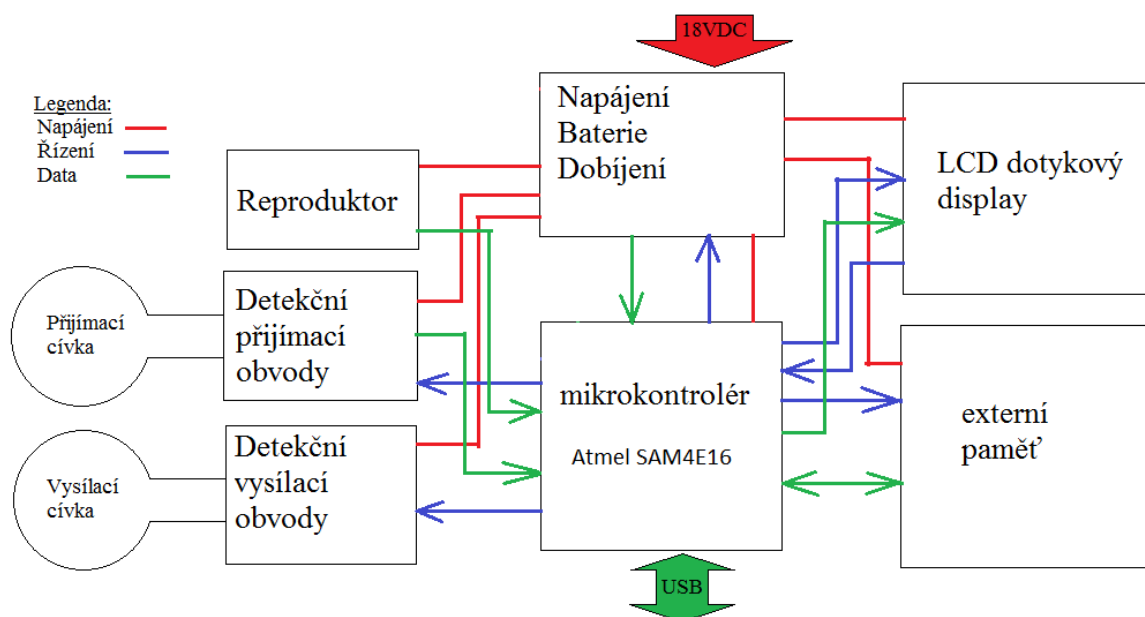 18VDC
Legenda:
Napájení
Řízení
Data
Napájení
Baterie
Dobíjení
LCD dotykový
display
Reproduktor
Přijímací
cívka
Detekční
přijímací
obvody
mikrokontrolér
Atmel SAM4E16
externí
paměť
Vysílací
cívka
Detekční
vysílací
obvody
USB